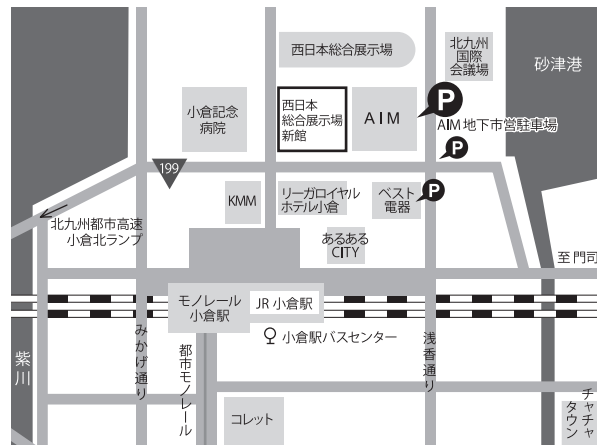 西日本総合展示場
北九州
国際
会議場
砂津港
小倉記念
病院
西日本
総合展示場
新館
AIM
P
AIM地下市営駐車場
P
199
KMM
リーガロイヤル
ホテル小倉
ベスト
電器
P
北九州都市高速
小倉北ランプ
あるある
CITY
至門司
モノレール
小倉駅
JR 小倉駅
小倉駅バスセンター
紫川
みかげ通り
都市モノレール
浅香通り
コレット
チャチャ
タウン